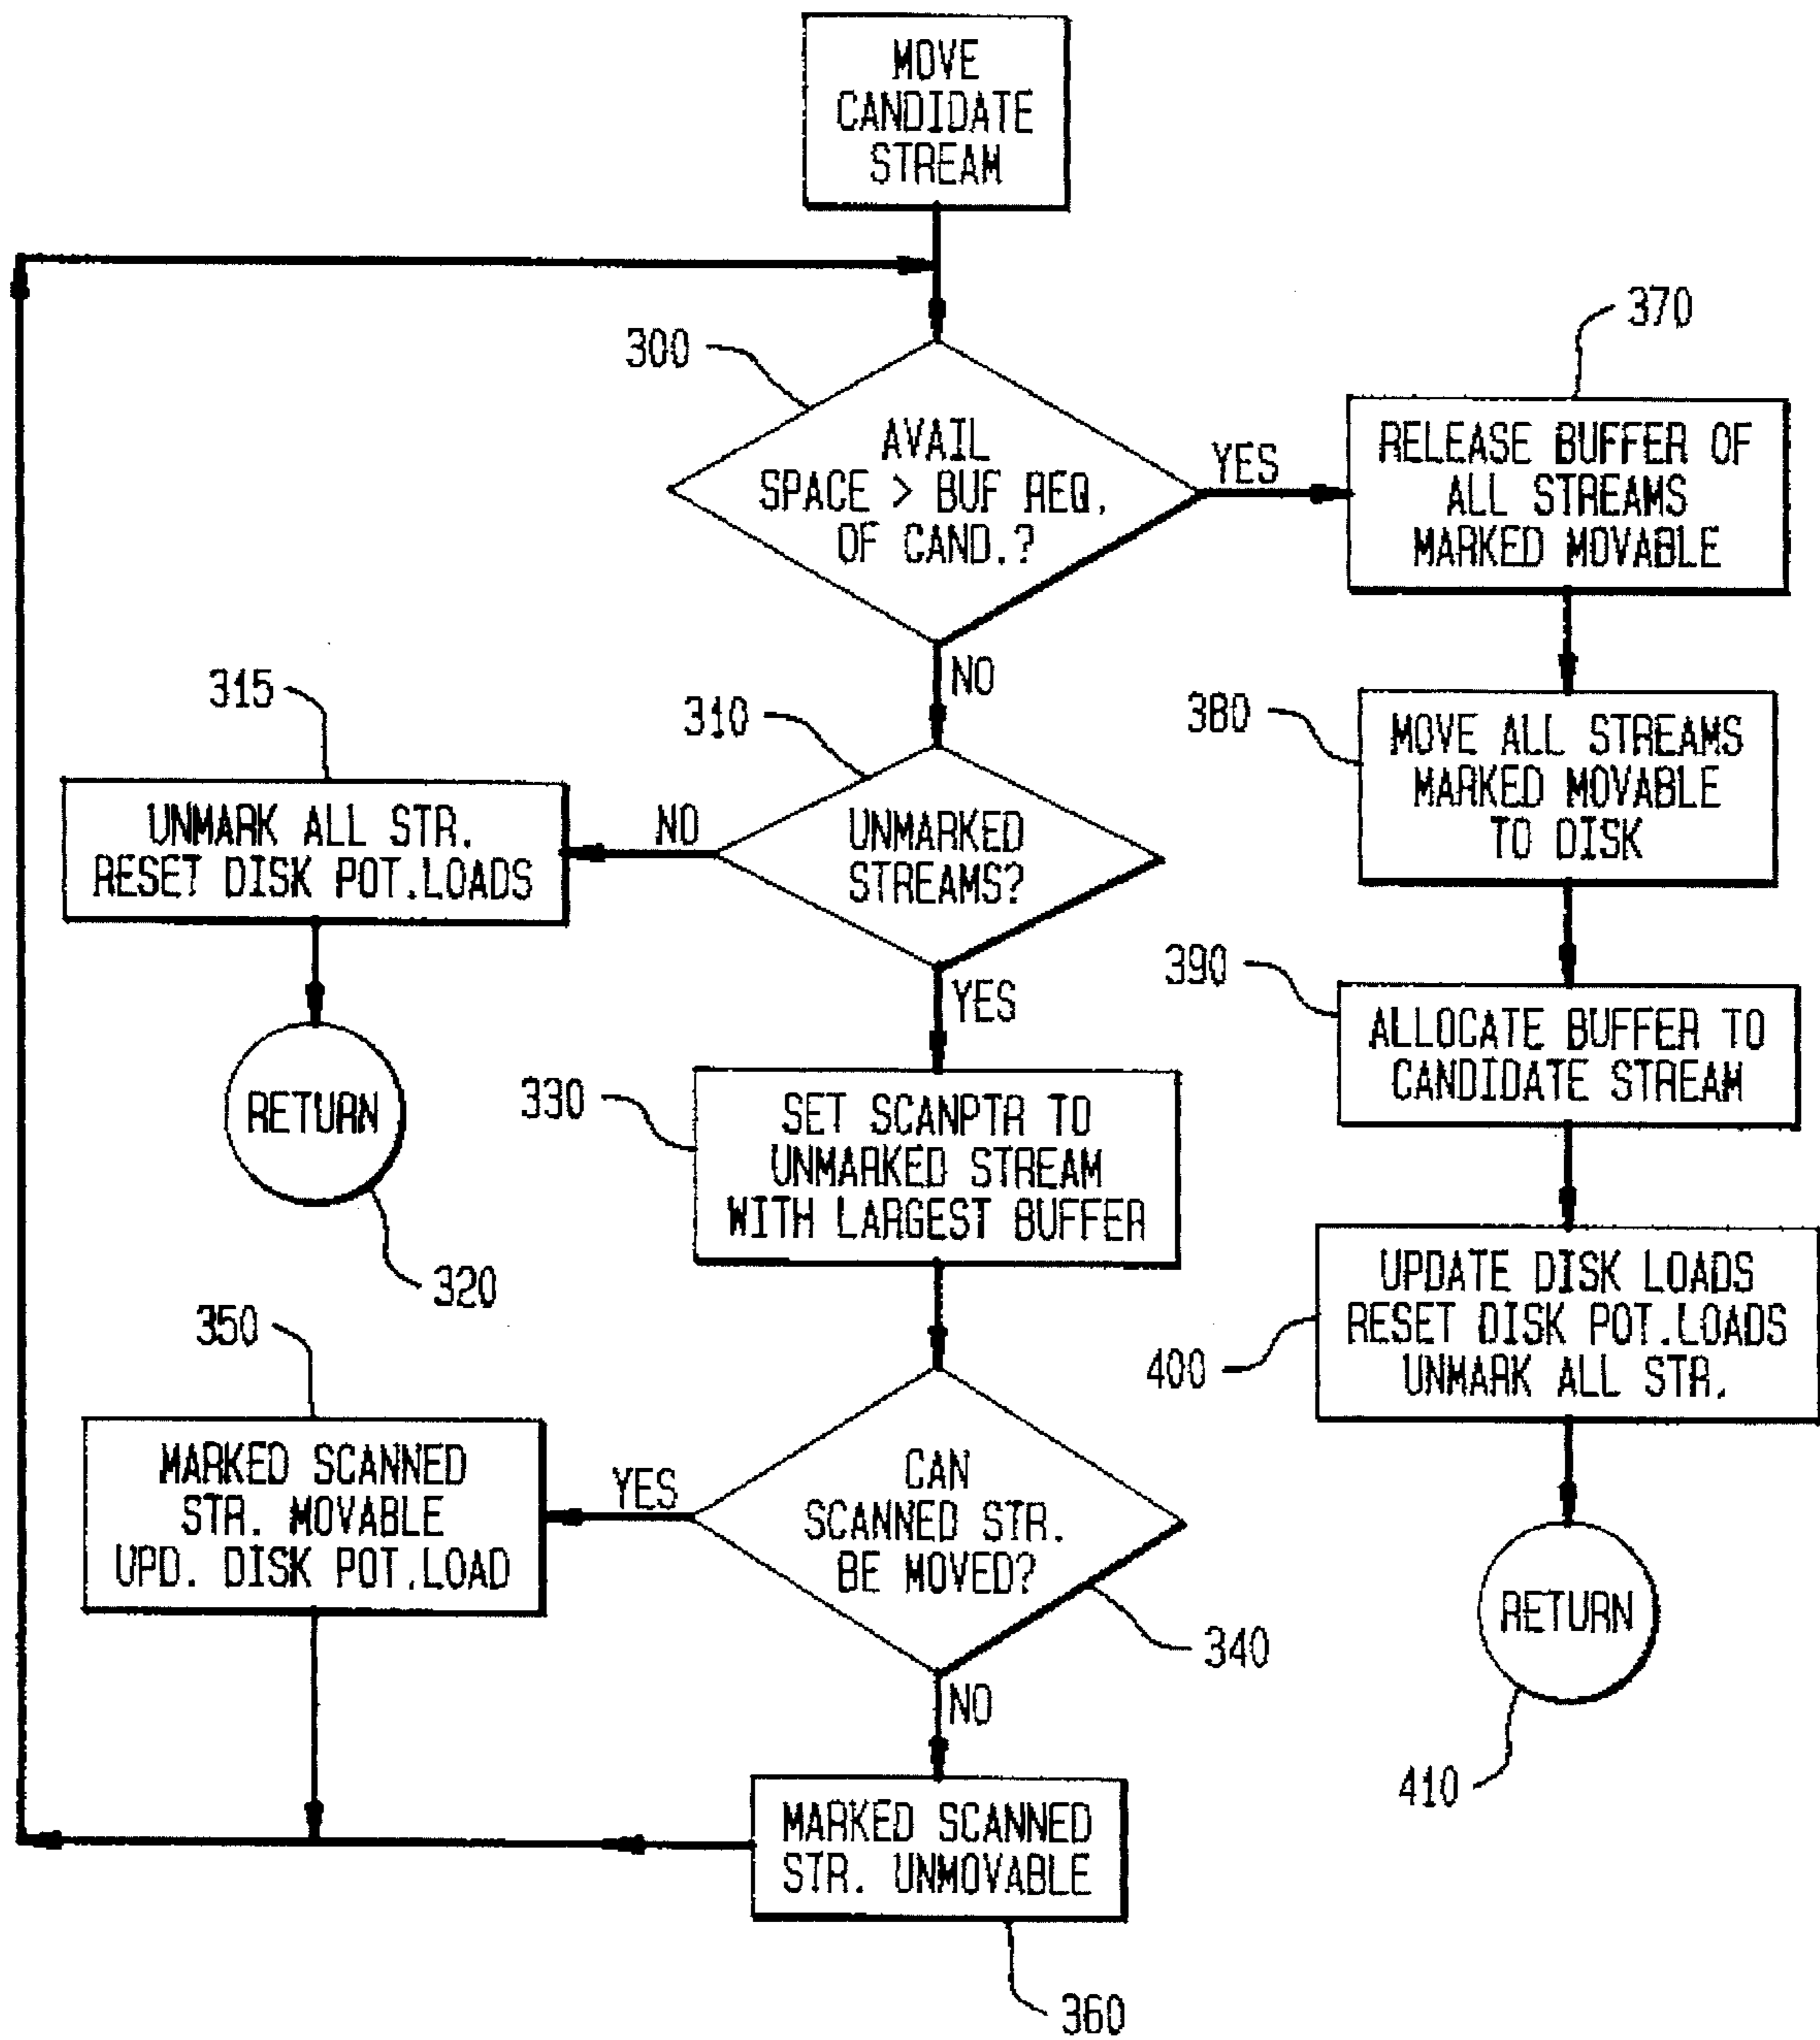 MOVE
CANDIDATE
STREAM
300
AVAIL
SPACE > BUF REQ.
OF CAND.?
YES
NO
370
RELEASE BUFFER OF
ALL STREAMS
MARKED MOVABLE
315
UNMARK ALL STR.
RESET DISK POT.LOADS
NO
310
UNMARKED
STREAMS?
YES
380
MOVE ALL STREAMS
MARKED MOVABLE
TO DISK
RETURN
320
390
ALLOCATE BUFFER TO
CANDIDATE STREAM
330
SET SCANPTR TO
UNMARKED STREAM
WITH LARGEST BUFFER
UPDATE DISK LOADS
RESET DISK POT.LOADS
UNMARK ALL STR.
400
350
MARKED SCANNED
STR. MOVABLE
UPD. DISK POT.LOAD
YES
CAN
SCANNED STR.
BE MOVED?
340
NO
RETURN
410
MARKED SCANNED
STR. UNMOVABLE
360